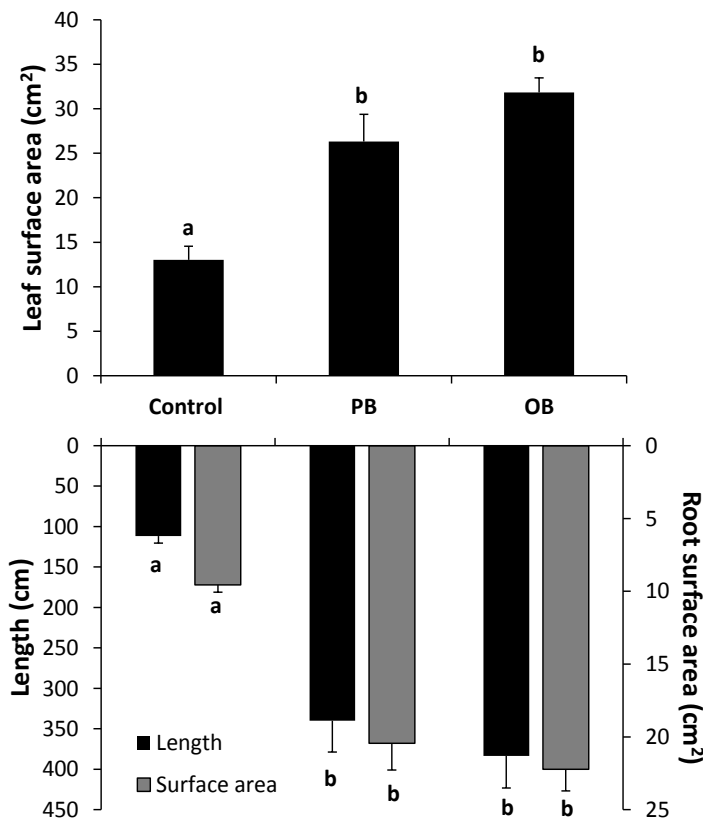 Leaf surface area (cm²)
40
35
30
25
20
15
10
5
0
a
b
b
Control PB OB
Length (cm)
0
50
100
150
200
250
300
350
400
450
a
a
b
b
b
b
Length
Surface area
0
5
10
15
20
25
Root surface area (cm²)